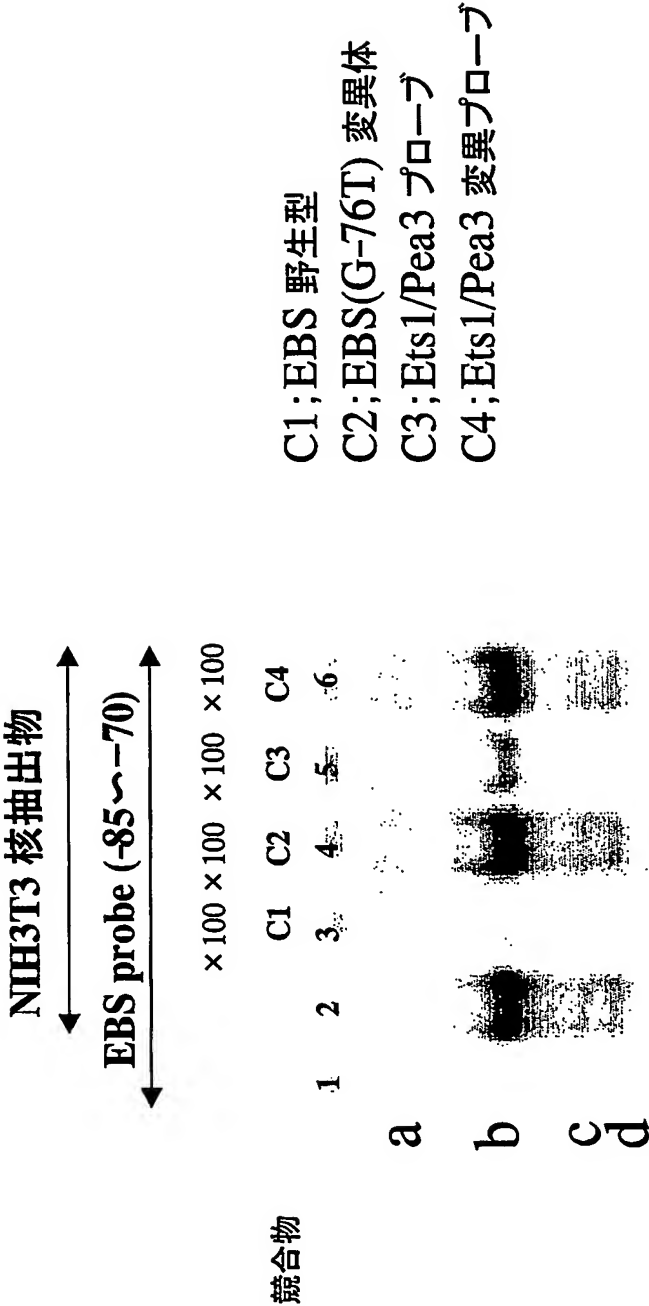 NIH3T3 核抽出物
EBS probe (-85～-70)
×100 ×100 ×100 ×100
競合物
C1 C2 C3 C4
1 2 3 4 5 6
a
b
c
d
C1;EBS 野生型
C2;EBS(G-76T) 変異体
C3;Ets1/Pea3 プローブ
C4;Ets1/Pea3 変異プローブ